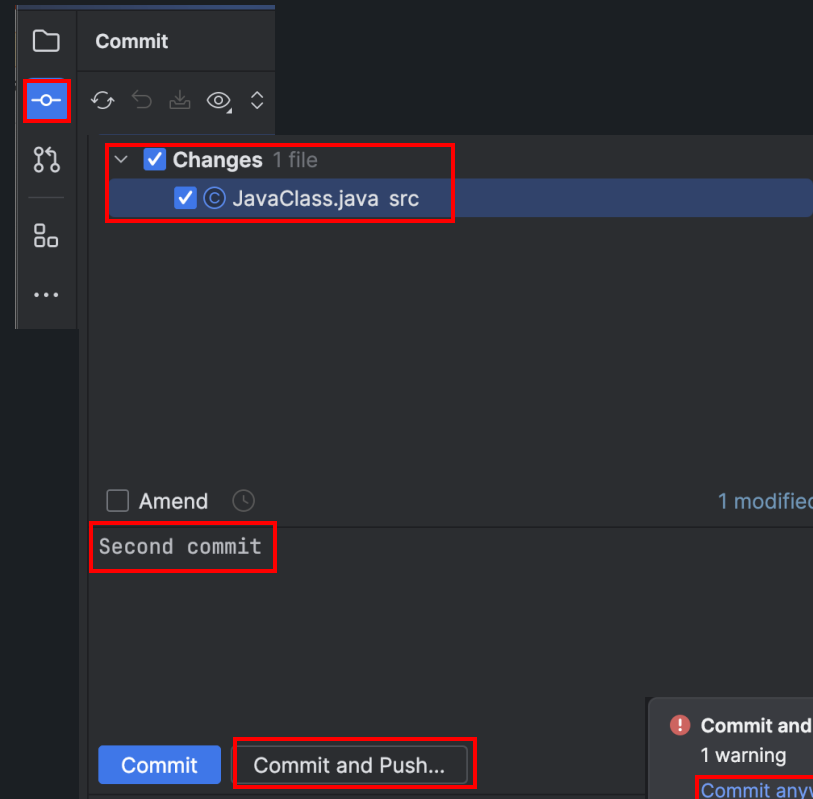 Commit
Changes 1 file
JavaClass.java src
Amend
1 modified
Second commit
Commit and
1 warning
Commit Commit and Push...
Commit